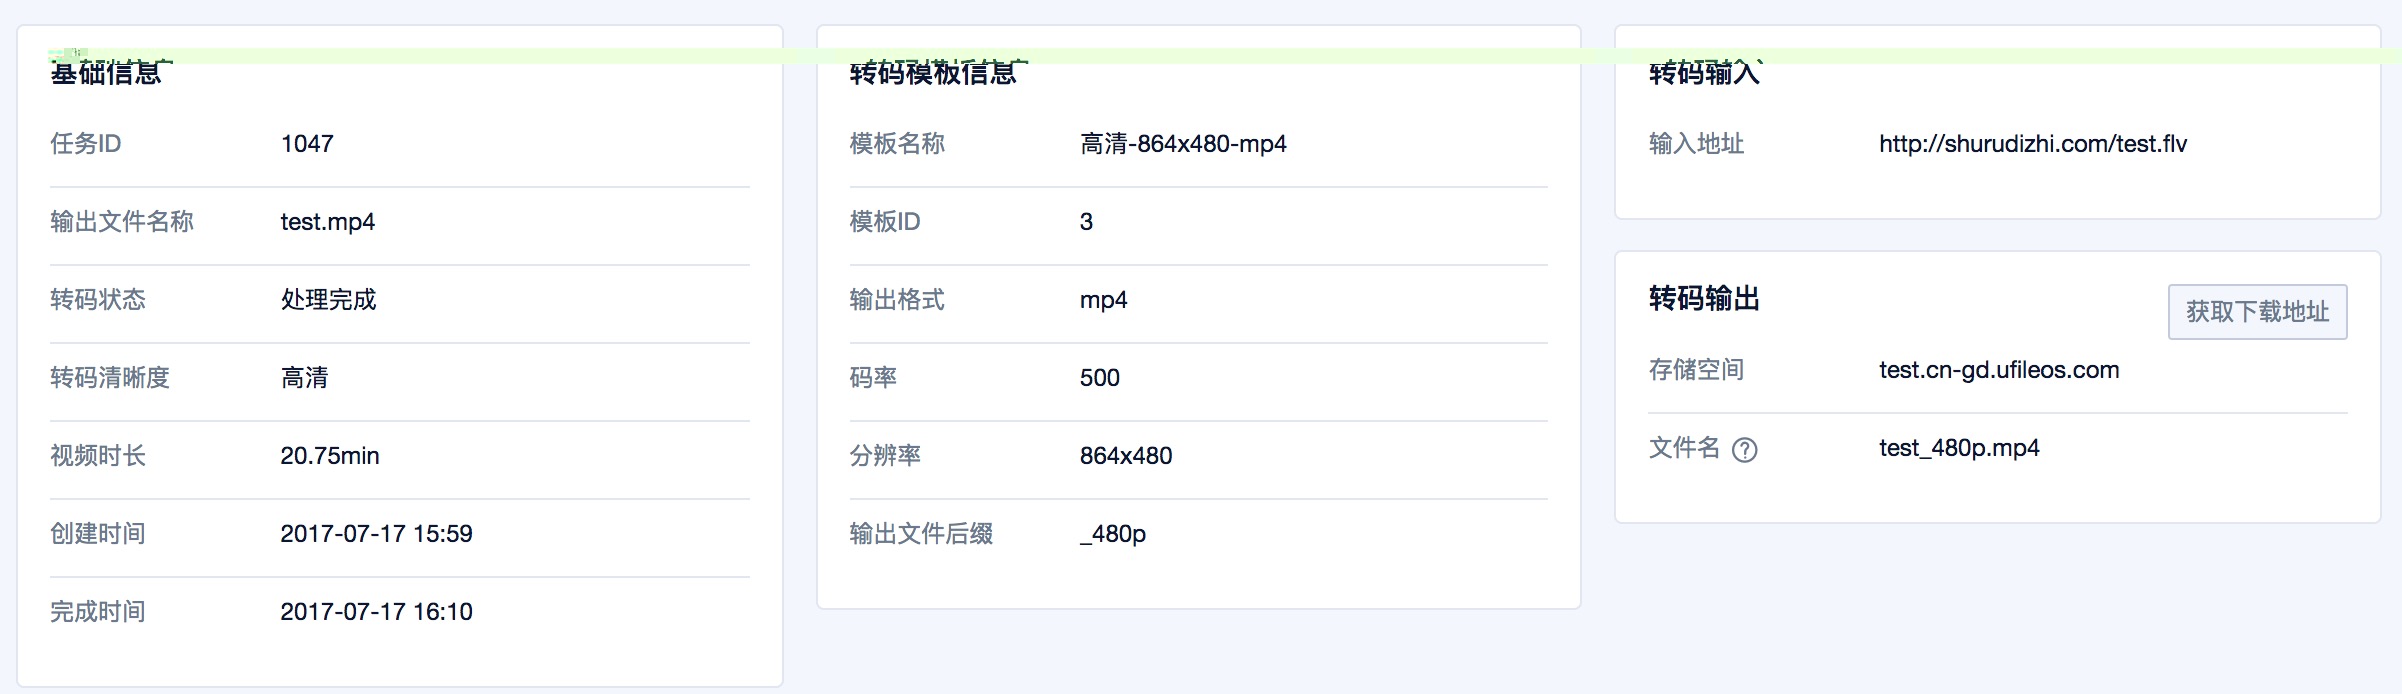 基础信息
任务ID 1047
输出文件名称 test.mp4
转码状态 处理完成
转码清晰度 高清
视频时长 20.75min
创建时间 2017-07-17 15:59
完成时间 2017-07-17 16:10
转码模板信息
模板名称 高清-864x480-mp4
模板ID 3
输出格式 mp4
码率 500
分辨率 864x480
输出文件后缀 _480p
转码输入
输入地址 http://shurudizhi.com/test.flv
转码输出
获取下载地址
存储空间 test.cn-gd.ufileos.com
文件名 ? test_480p.mp4